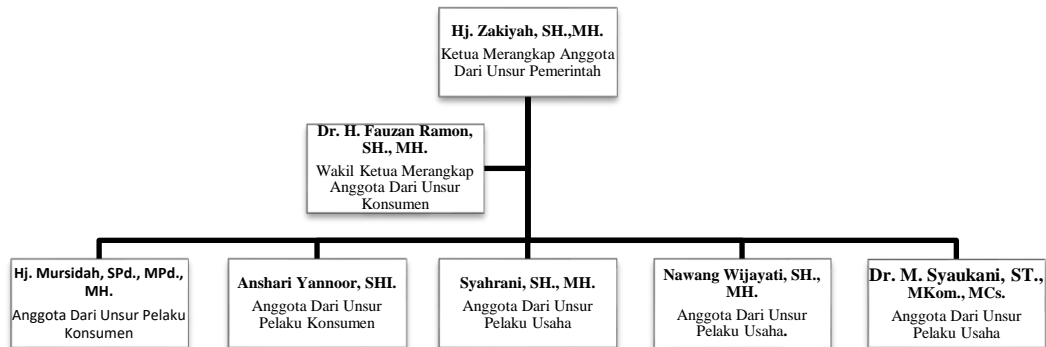 Hj. Zakiyah, SH.,MH.
Ketua Merangkap Anggota
Dari Unsur Pemerintah
Dr. H. Fauzan Ramon,
SH., MH.
Wakil Ketua Merangkap
Anggota Dari Unsur
Konsumen
Hj. Mursidah, SPd., MPd.,
MH.
Anggota Dari Unsur Pelaku
Konsumen
Anshari Yannoor, SHI.
Anggota Dari Unsur
Pelaku Konsumen
Syahrani, SH., MH.
Anggota Dari Unsur
Pelaku Usaha
Nawang Wijayati, SH.,
MH.
Anggota Dari Unsur
Pelaku Usaha.
Dr. M. Syaukani, ST.,
MKom., MCs.
Anggota Dari Unsur
Pelaku Usaha